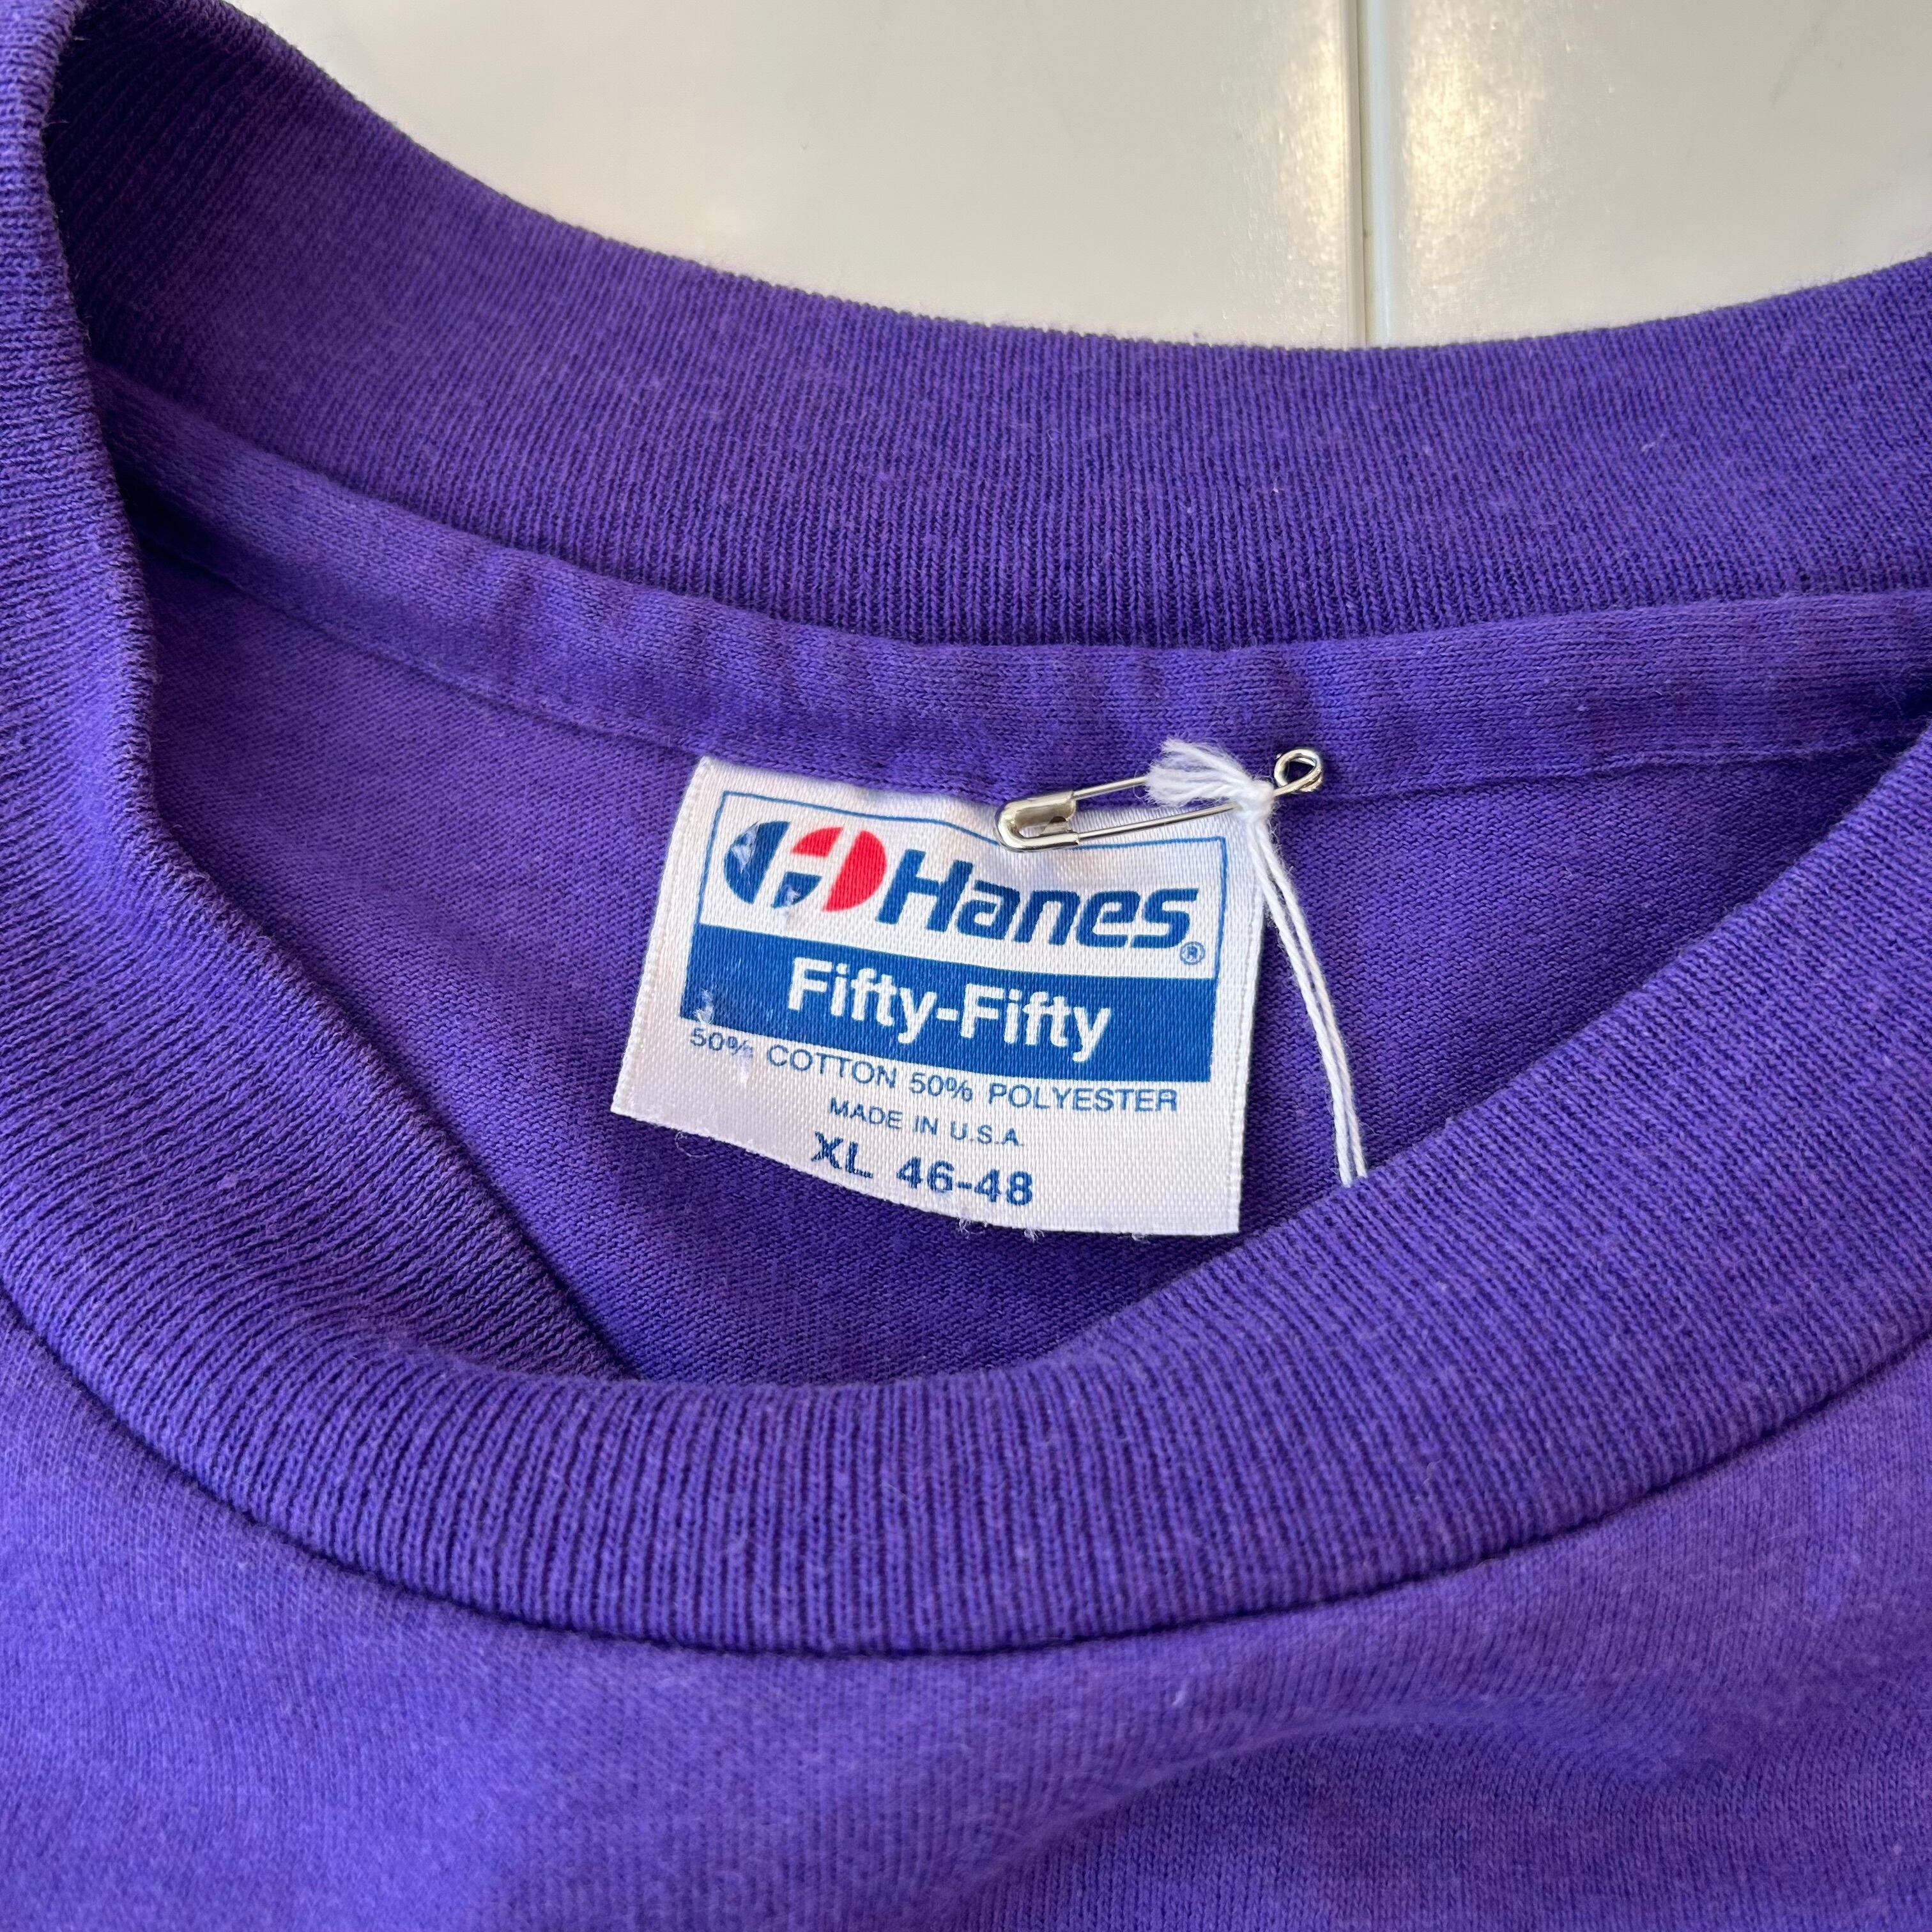 Hanes®
Fifty-Fifty
50% COTTON 50% POLYESTER
MADE IN U.S.A.
XL 46-48